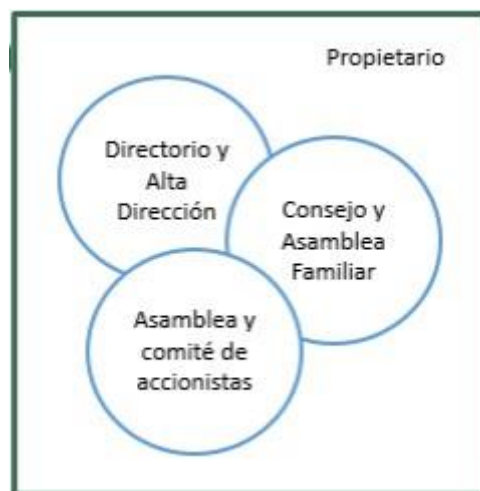 Propietario
Directorio y
Alta
Dirección
Consejo y
Asamblea
Familiar
Asamblea y
comité de
accionistas